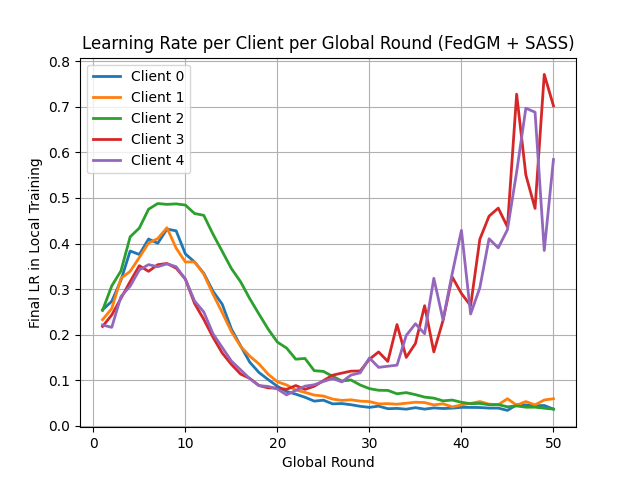 Learning Rate per Client per Global Round (FedGM + SASS)
Client 0
Client 1
Client 2
Client 3
Client 4
Final LR in Local Training
0.8
0.7
0.6
0.5
0.4
0.3
0.2
0.1
0.0
0 10 20 30 40 50
Global Round